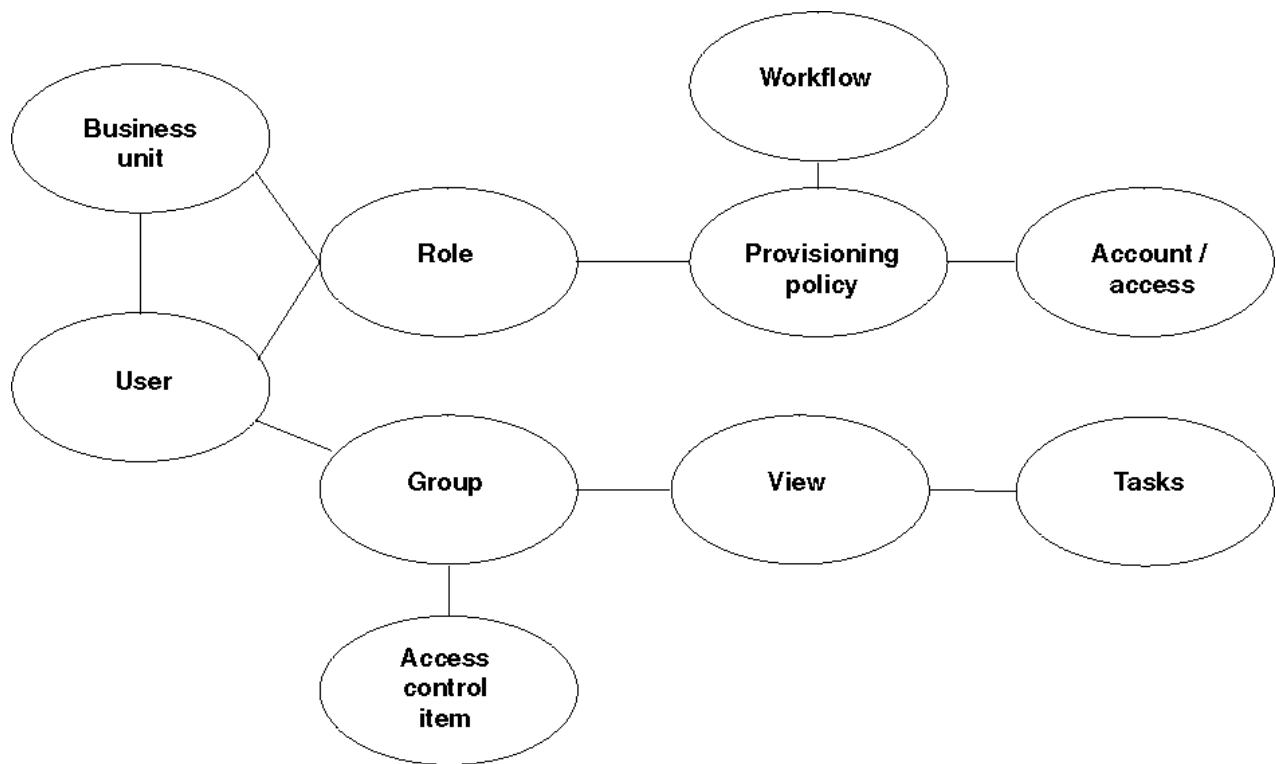 Workflow
Business
unit
Role
Provisioning
policy
Account /
access
User
Group
View
Tasks
Access
control
item